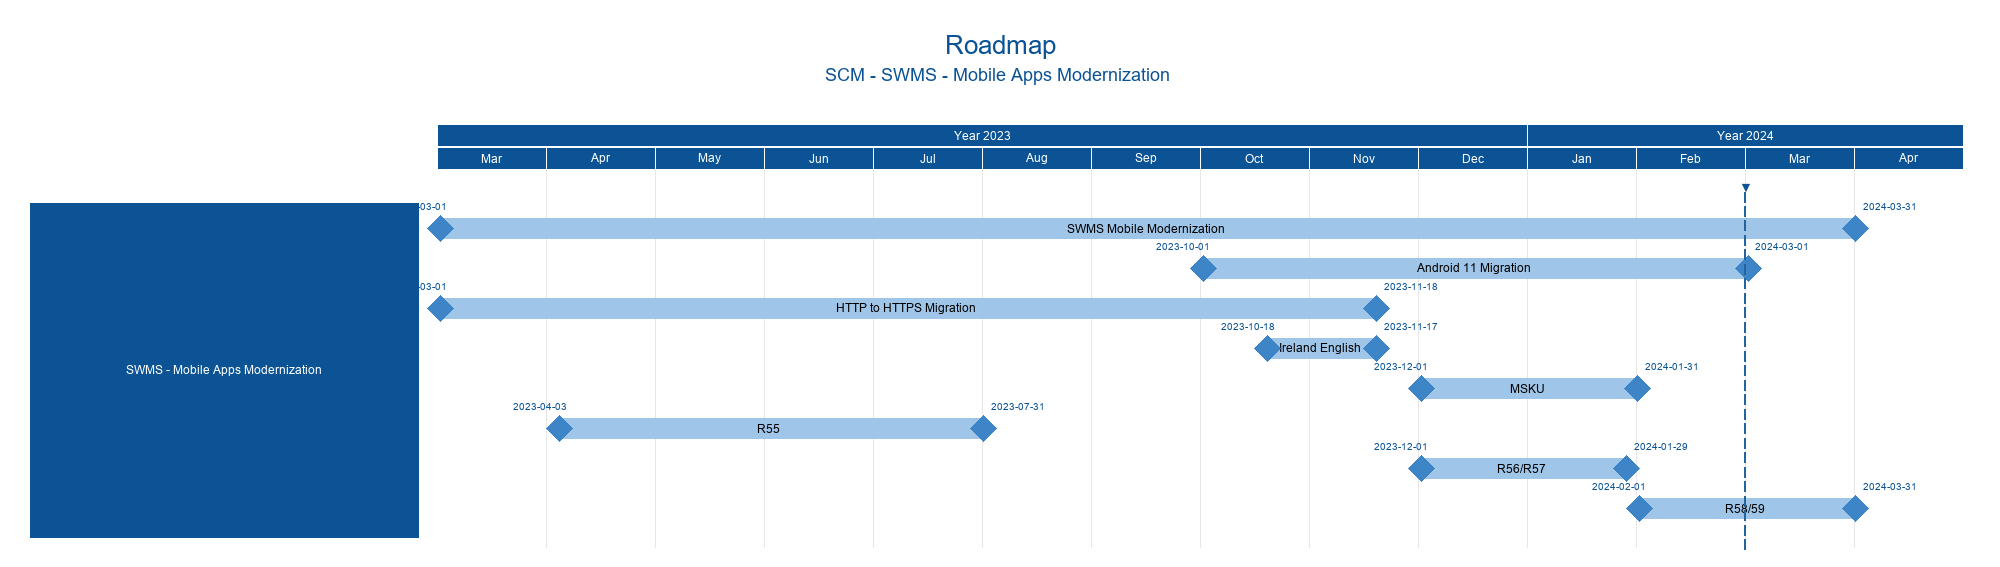 Roadmap
SCM - SWMS - Mobile Apps Modernization
Year 2023 Year 2024
Mar Apr May Jun Jul Aug Sep Oct Nov Dec Jan Feb Mar Apr
-03-01 2024-03-31
SWMS Mobile Modernization
2023-10-01 2024-03-01
Android 11 Migration
-03-01 2023-11-18
HTTP to HTTPS Migration
2023-10-18 2023-11-17
Ireland English
2023-12-01 2024-01-31
SWMS - Mobile Apps Modernization
MSKU
2023-04-03 2023-07-31
R55
2023-12-01 2024-01-29
R56/R57
2024-02-01 2024-03-31
R58/59